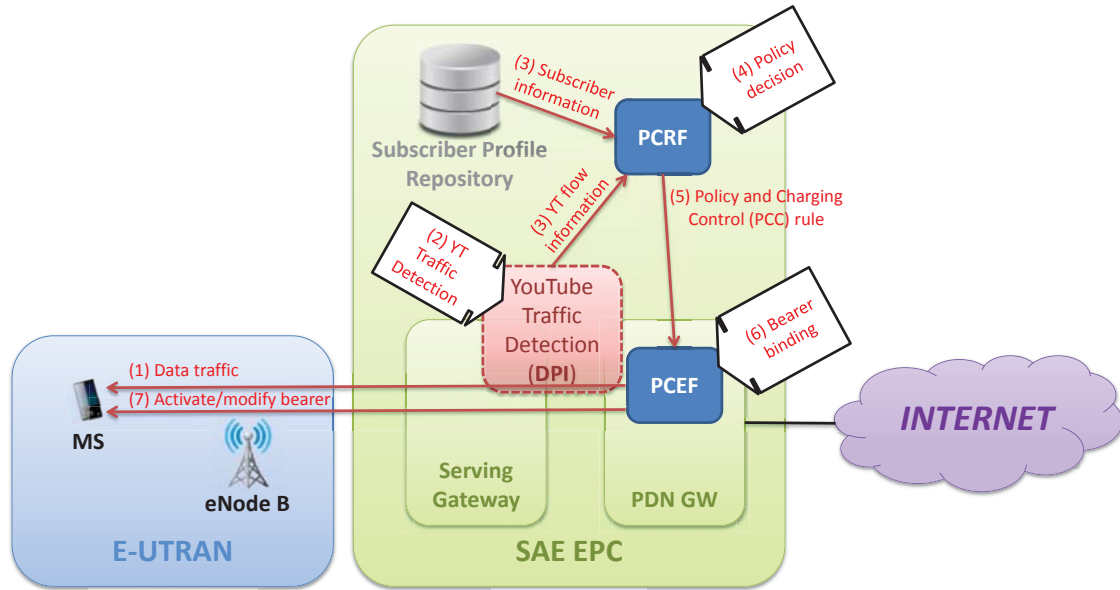 (3) Subscriber
information
(4) Policy
decision
PCRF
Subscriber Profile
Repository
(3) YT flow
information
(5) Policy and Charging
Control (PCC) rule
(2) YT
Traffic
Detection
YouTube
Traffic
Detection
(DPI)
(6) Bearer
binding
PCEF
(1) Data traffic
(7) Activate/modify bearer
MS
eNode B
INTERNET
Serving
Gateway
PDN GW
E-UTRAN
SAE EPC